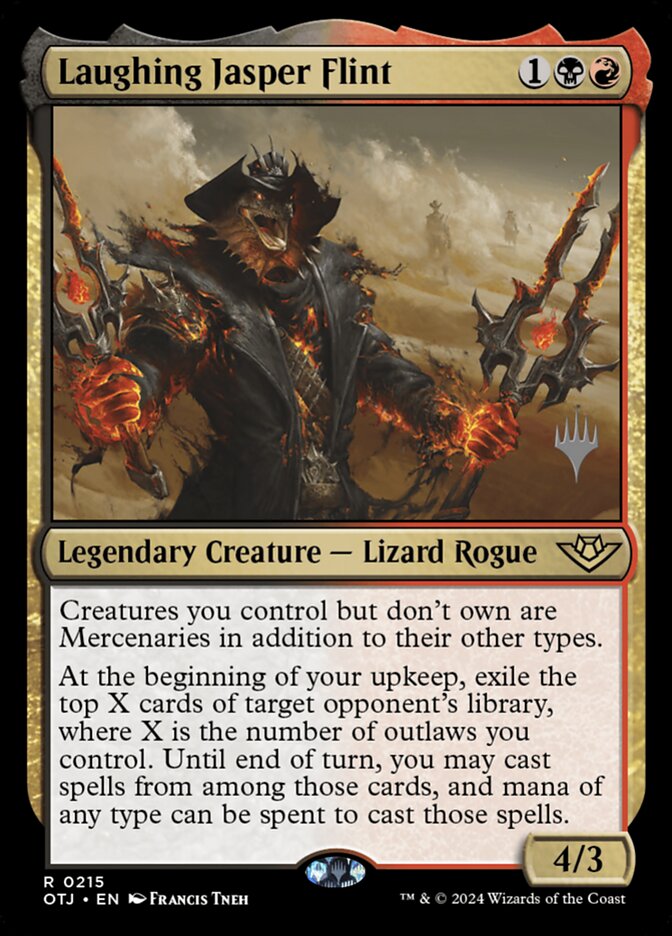 Laughing Jasper Flint 1
Legendary Creature — Lizard Rogue
Creatures you control but don't own are
Mercenaries in addition to their other types.
At the beginning of your upkeep, exile the
top X cards of target opponent's library,
where X is the number of outlaws you
control. Until end of turn, you may cast
spells from among those cards, and mana of
any type can be spent to cast those spells.
4/3
R 0215
OTJ • EN Francis Tneh
™ & © 2024 Wizards of the Coast